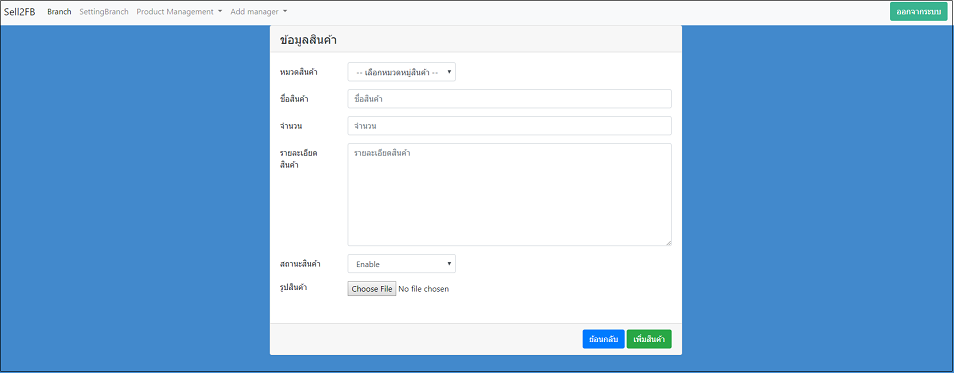 Sell2FB Branch SettingBranch Product Management Add manager ออกจากระบบ
ข้อมูลสินค้า
หมวดสินค้า -- เลือกหมวดหมู่สินค้า --
ชื่อสินค้า ชื่อสินค้า
จำนวน จำนวน
รายละเอียด รายละเอียดสินค้า
สินค้า
สถานะสินค้า Enable
รูปสินค้า Choose File No file chosen
ย้อนกลับ เพิ่มสินค้า